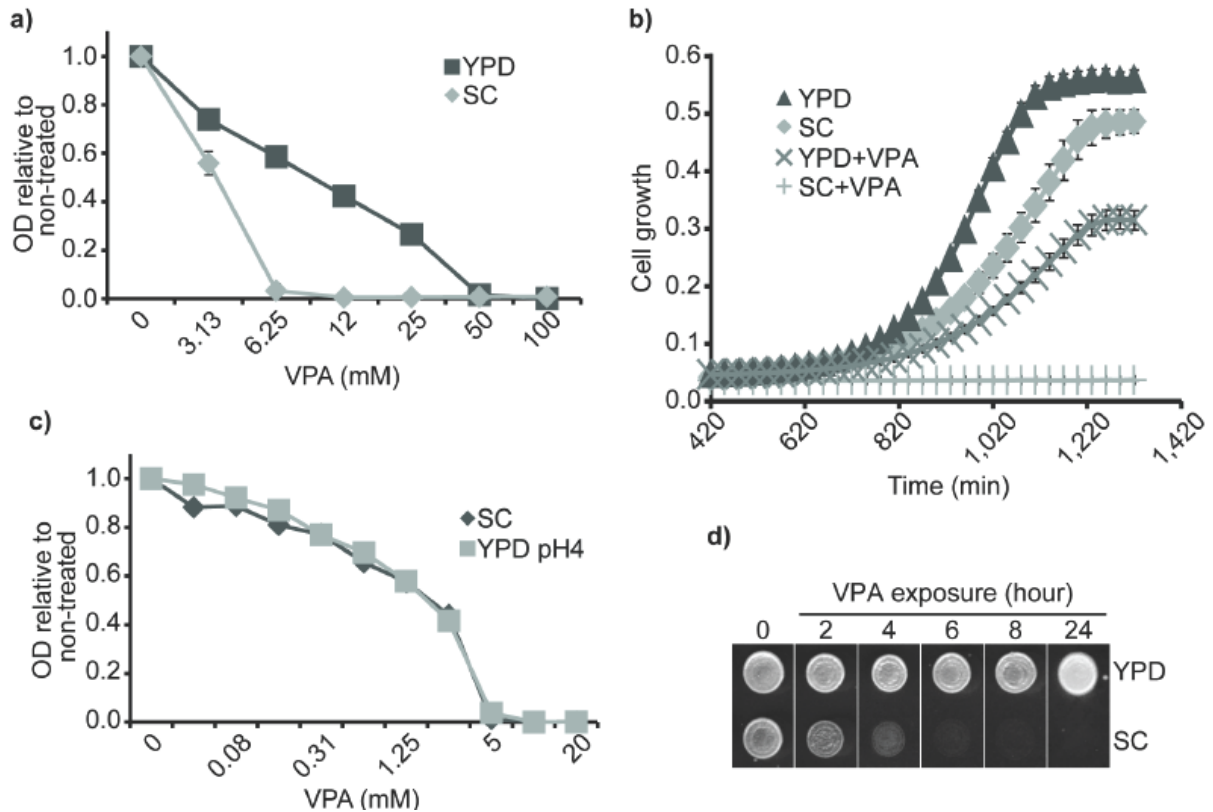 a)
OD relative to
non-treated
1.0
0.8
0.6
0.4
0.2
0.0
YPD
SC
0
3.13
6.25
12
25
50
100
VPA (mM)
b)
Cell growth
0.6
0.5
0.4
0.3
0.2
0.1
0.0
YPD
SC
YPD+VPA
SC+VPA
420
620
820
1,020
1,220
1,420
Time (min)
c)
OD relative to
non-treated
1.0
0.8
0.6
0.4
0.2
0.0
SC
YPD pH4
0
0.08
0.31
1.25
5
20
VPA (mM)
d)
VPA exposure (hour)
0 2 4 6 8 24
YPD
SC